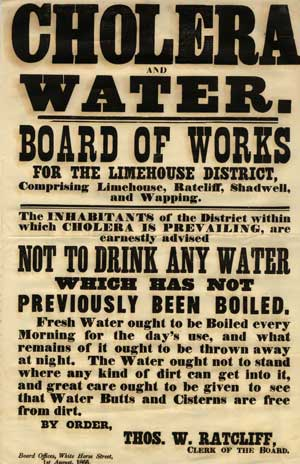 CHOLERA
AND
WATER.
BOARD OF WORKS
FOR THE LIMEHOUSE DISTRICT,
Comprising Limehouse, Ratcliff, Shadwell,
and Wapping.
The INHABITANTS of the District within
which CHOLERA IS PREVAILING, are
earnestly advised
NOT TO DRINK ANY WATER
WHICH HAS NOT
PREVIOUSLY BEEN BOILED.
Fresh Water ought to be Boiled every
Morning for the day's use, and what
remains of it ought to be thrown away
at night. The Water ought not to stand
where any kind of dirt can get into it,
and great care ought to be given to see
that Water Butts and Cisterns are free
from dirt.
BY ORDER,
THOS. W. RATCLIFF,
CLERK OF THE BOARD.
Board Offices, White Horse Street,
1st August, 1866.